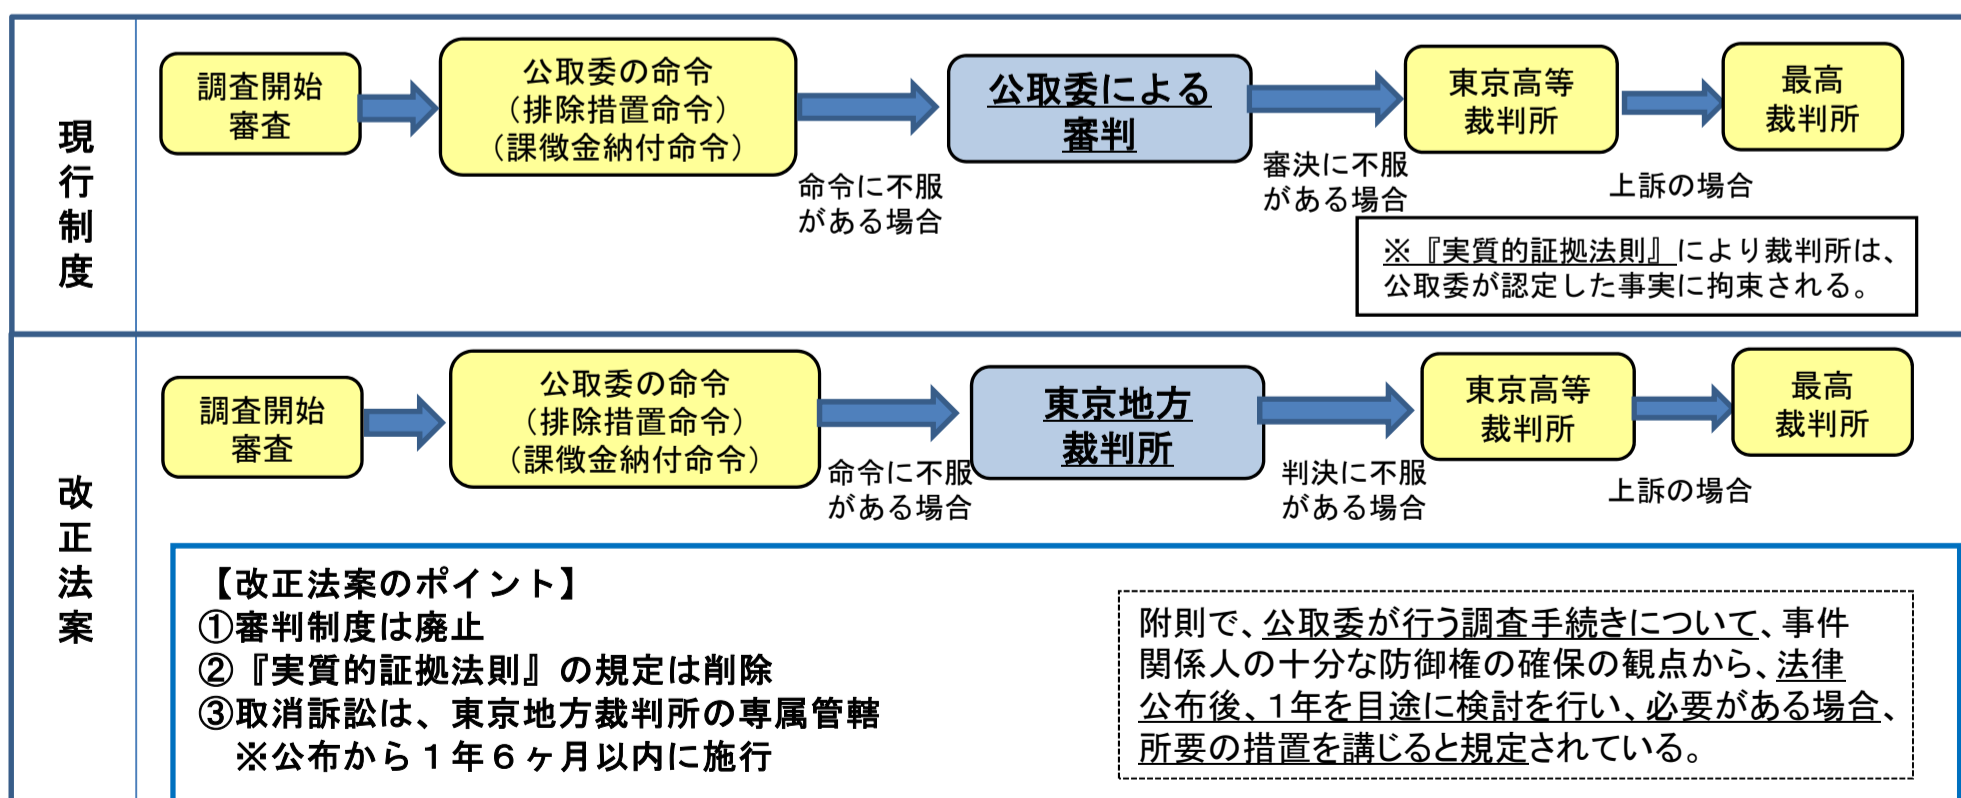 現行制度
調査開始
審査
公取委の命令
（排除措置命令）
（課徴金納付命令）
命令に不服
がある場合
公取委による
審判
審決に不服
がある場合
東京高等
裁判所
上訴の場合
最高
裁判所
※『実質的証拠法則』により裁判所は、
公取委が認定した事実に拘束される。
改正法案
調査開始
審査
公取委の命令
（排除措置命令）
（課徴金納付命令）
命令に不服
がある場合
東京地方
裁判所
判決に不服
がある場合
東京高等
裁判所
上訴の場合
最高
裁判所
【改正法案のポイント】
①審判制度は廃止
②『実質的証拠法則』の規定は削除
③取消訴訟は、東京地方裁判所の専属管轄
※公布から１年６ヶ月以内に施行
附則で、公取委が行う調査手続きについて、事件
関係人の十分な防御権の確保の観点から、法律
公布後、１年を目途に検討を行い、必要がある場合、
所要の措置を講じると規定されている。